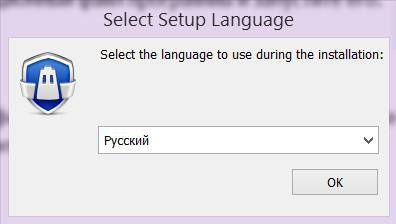 Select Setup Language
Select the language to use during the installation:
Русский
OK